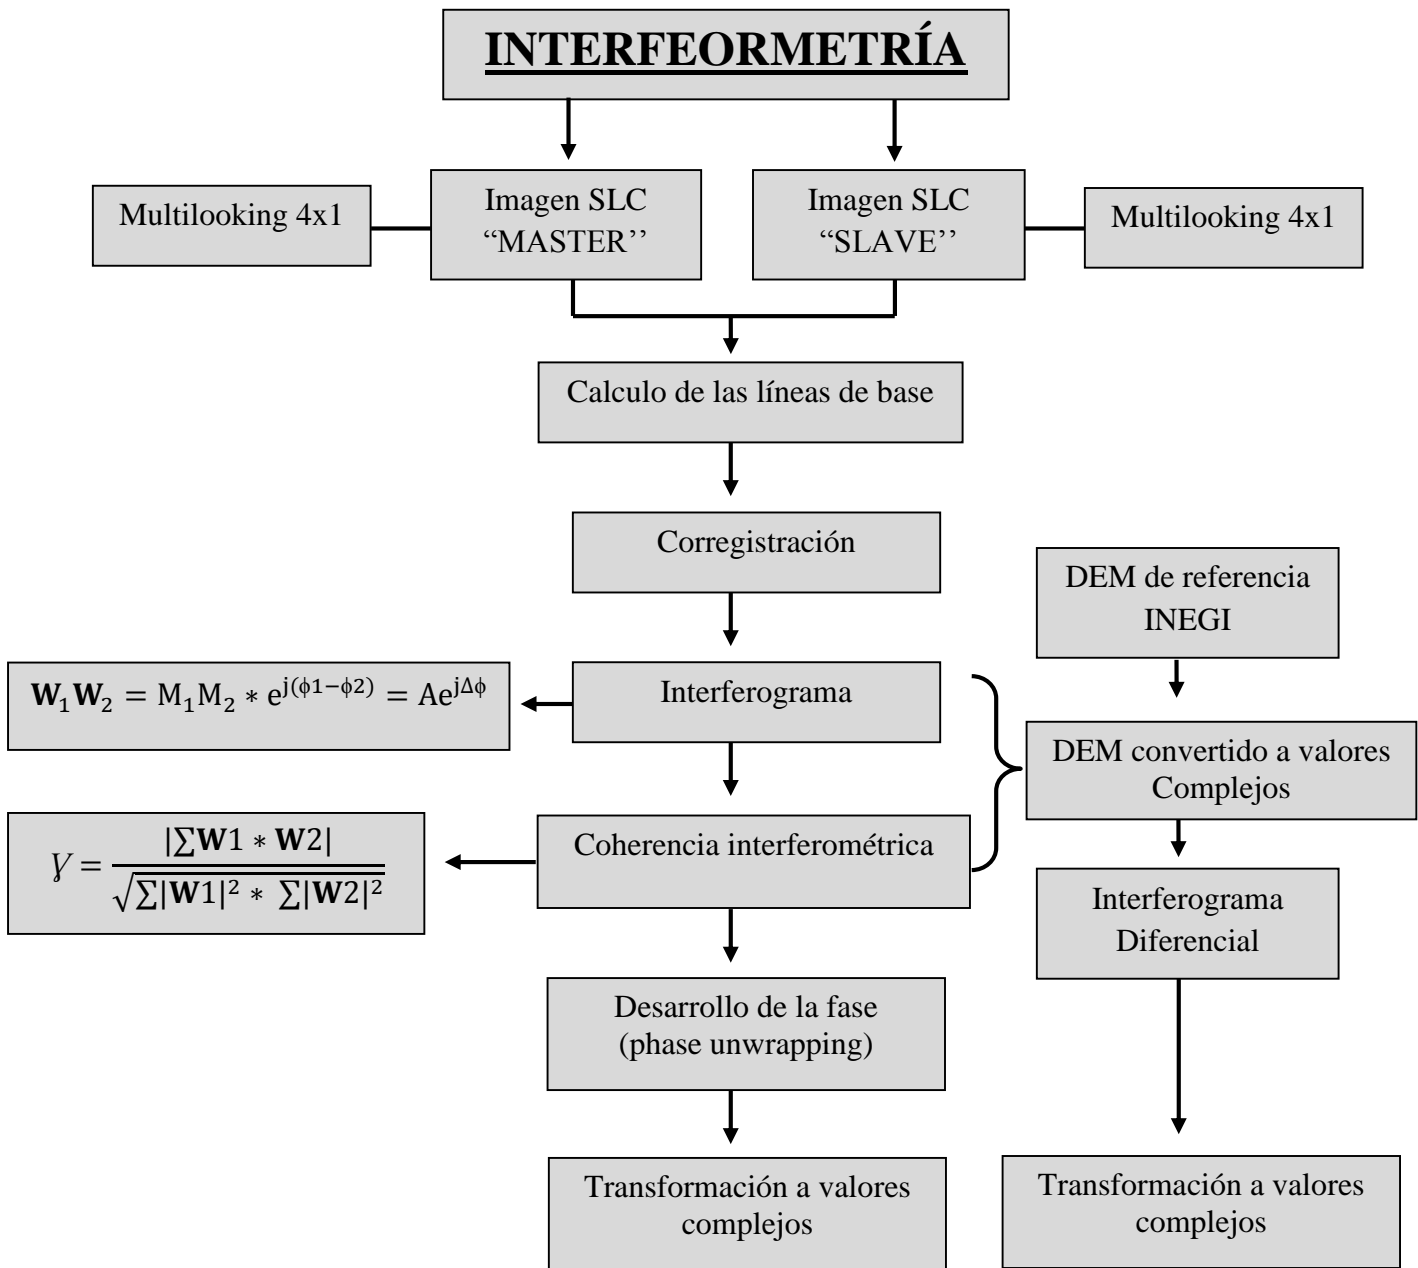 INTERFEORMETRÍA
Multilooking 4x1
Imagen SLC
“MASTER’’
Imagen SLC
“SLAVE’’
Multilooking 4x1
Calculo de las líneas de base
Corregistración
DEM de referencia
INEGI
W₁W₂ = M₁M₂ ∗ e^{j(ϕ1−ϕ2)} = Ae^{jΔϕ}
Interferograma
DEM convertido a valores
Complejos
Ɣ = |∑W1 ∗ W2| / √(∑|W1|² ∗ ∑|W2|²)
Coherencia interferométrica
Interferograma
Diferencial
Desarrollo de la fase
(phase unwrapping)
Transformación a valores
complejos
Transformación a valores
complejos